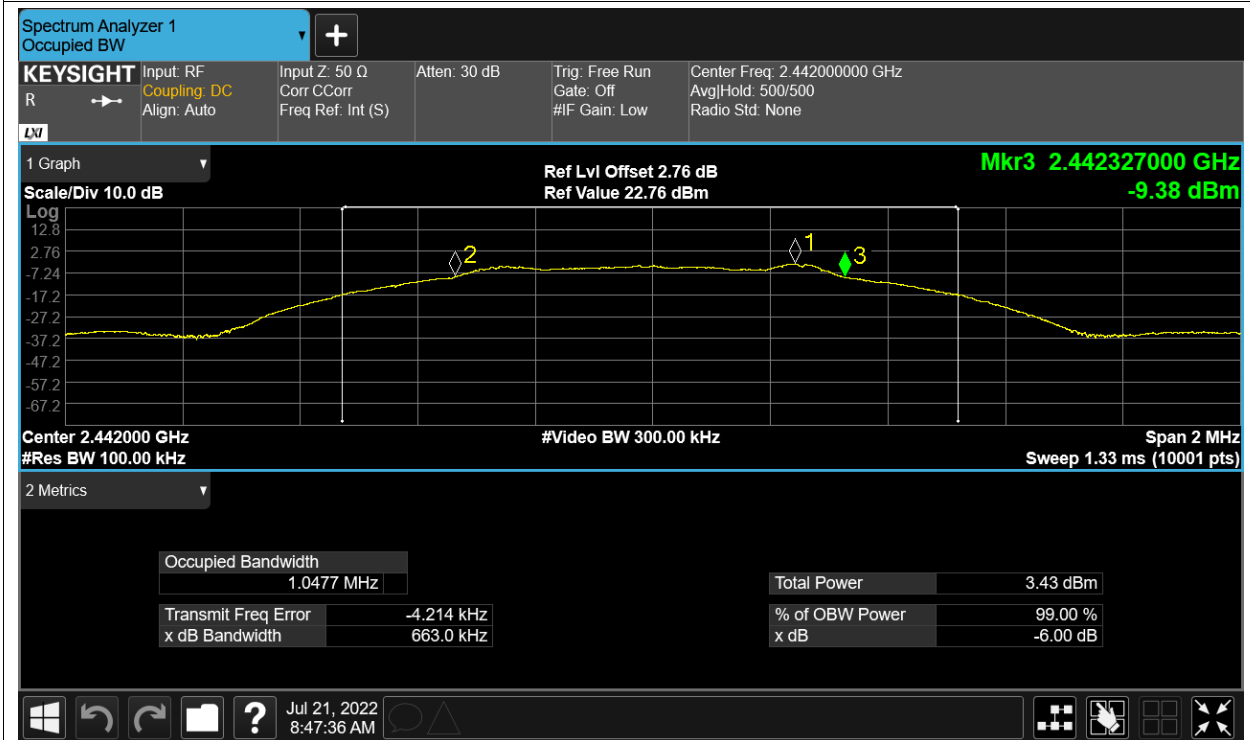 Spectrum Analyzer 1
Occupied BW
+
KEYSIGHT
R
LXI
Input: RF
Coupling: DC
Align: Auto
Input Z: 50 Ω
Corr CCorr
Freq Ref: Int (S)
Atten: 30 dB
Trig: Free Run
Gate: Off
#IF Gain: Low
Center Freq: 2.442000000 GHz
Avg|Hold: 500/500
Radio Std: None
1 Graph
Scale/Div 10.0 dB
Ref Lvl Offset 2.76 dB
Ref Value 22.76 dBm
Mkr3 2.442327000 GHz
-9.38 dBm
Log
12.8
2.76
-7.24
-17.2
-27.2
-37.2
-47.2
-57.2
-67.2
2
1
3
Center 2.442000 GHz
#Res BW 100.00 kHz
#Video BW 300.00 kHz
Span 2 MHz
Sweep 1.33 ms (10001 pts)
2 Metrics
Occupied Bandwidth
1.0477 MHz
Transmit Freq Error -4.214 kHz
x dB Bandwidth 663.0 kHz
Total Power 3.43 dBm
% of OBW Power 99.00 %
x dB -6.00 dB
?
Jul 21, 2022
8:47:36 AM